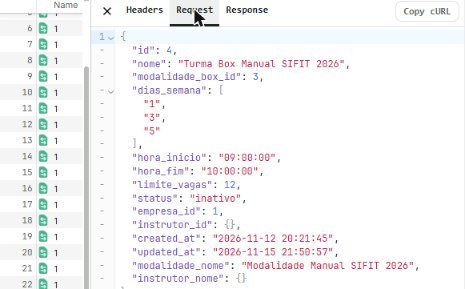 Name
Headers
Request
Response
Copy cURL
6 1
7 1
8 1
9 1
10 1
11 1
12 1
13 1
14 1
15 1
16 1
17 1
18 1
19 1
20 1
21 1
22 1
1 {
"id": 4,
"nome": "Turma Box Manual SIFIT 2026",
"modalidade_box_id": 3,
"dias_semana": [
"1",
"3",
"5"
],
"hora_inicio": "09:00:00",
"hora_fim": "10:00:00",
"limite_vagas": 12,
"status": "inativo",
"empresa_id": 1,
"instrutor_id": {},
"created_at": "2026-11-12 20:21:45",
"updated_at": "2026-11-15 21:50:57",
"modalidade_nome": "Modalidade Manual SIFIT 2026",
"instrutor_nome": {}